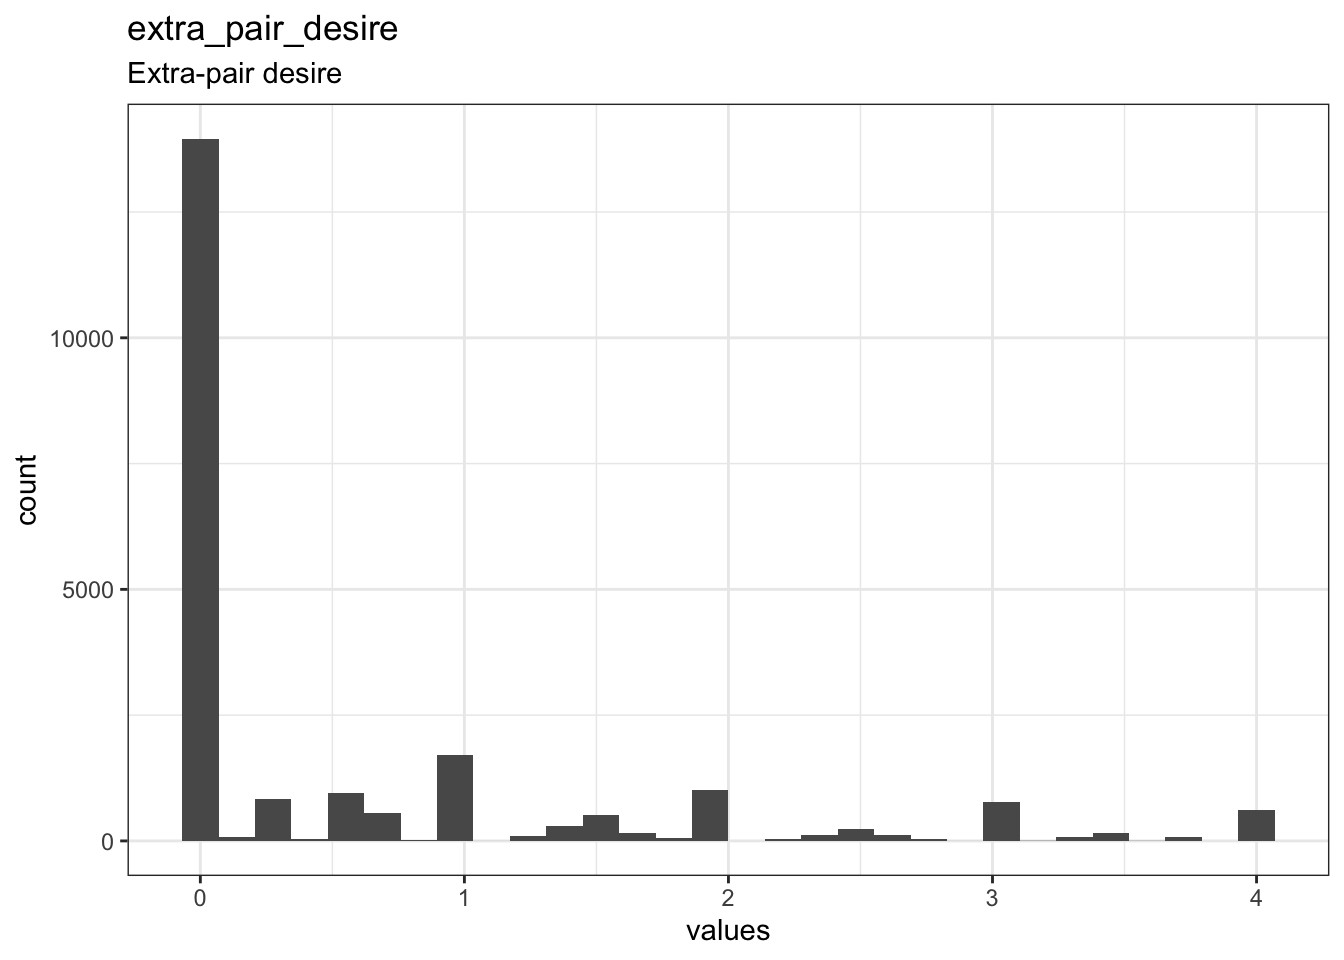 extra_pair_desire
Extra-pair desire
10000
5000
0
count
0 1 2 3 4
values